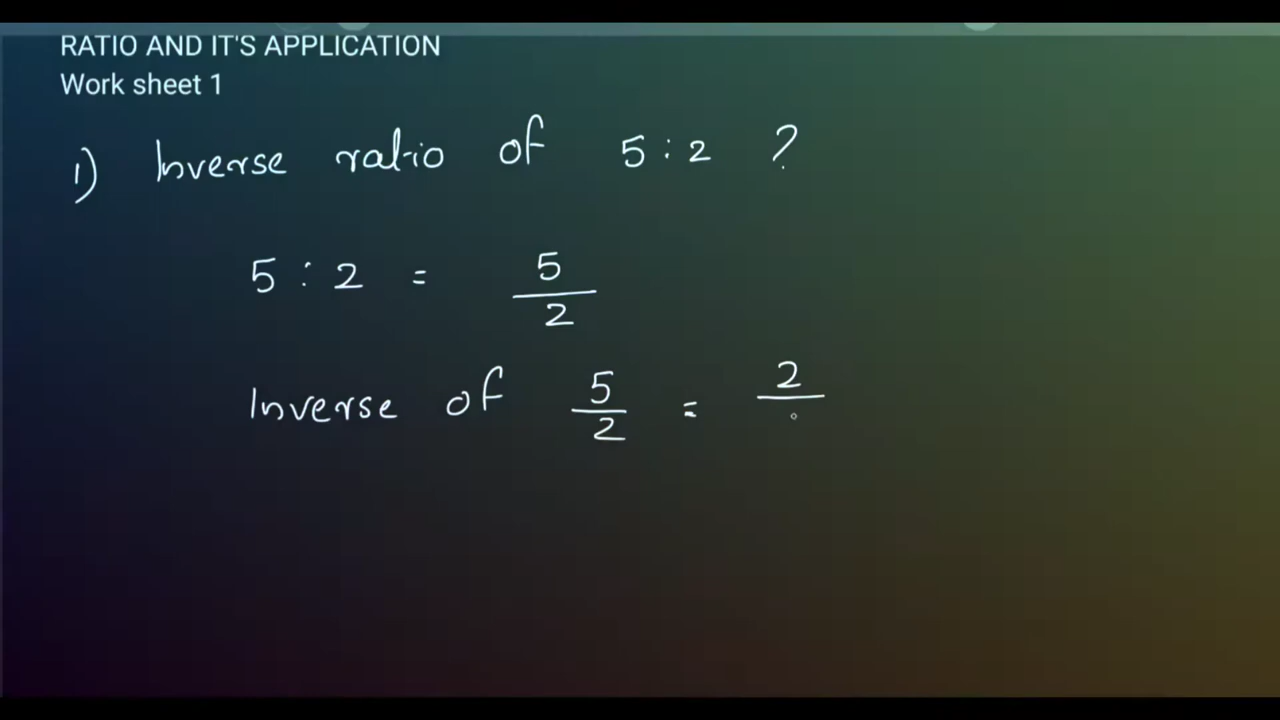 RATIO AND IT'S APPLICATION
Work sheet 1
1) Inverse ratio of 5 : 2 ?
5 : 2 = 5/2
Inverse of 5/2 = 2/